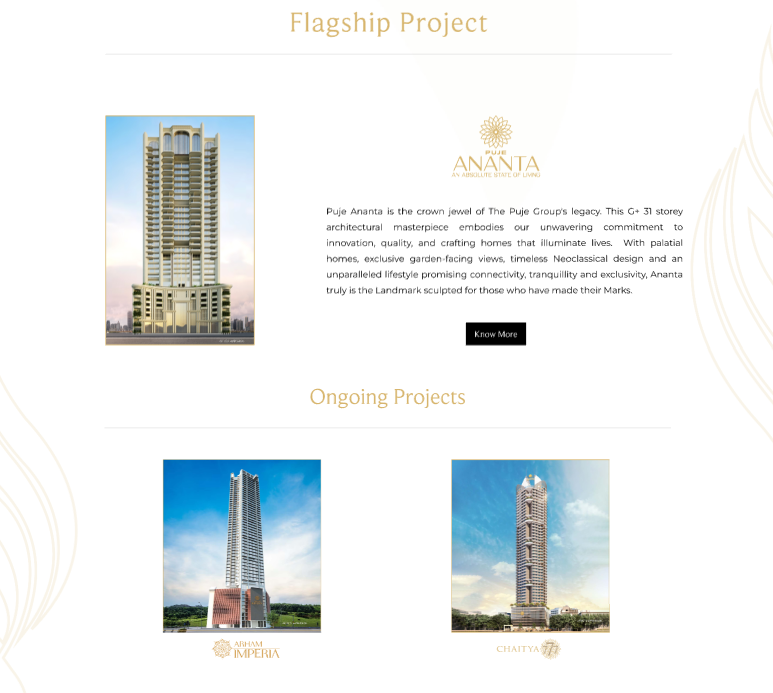 Flagship Project
PUJE
ANANTA
AN ABSOLUTE STATE OF LIVING
Puje Ananta is the crown jewel of The Puje Group's legacy. This G+ 31 storey
architectural masterpiece embodies our unwavering commitment to
innovation, quality, and crafting homes that illuminate lives. With palatial
homes, exclusive garden-facing views, timeless Neoclassical design and an
unparalleled lifestyle promising connectivity, tranquillity and exclusivity, Ananta
truly is the Landmark sculpted for those who have made their Marks.
Know More
Ongoing Projects
ARHAM
IMPERIA
CHAITYA 777